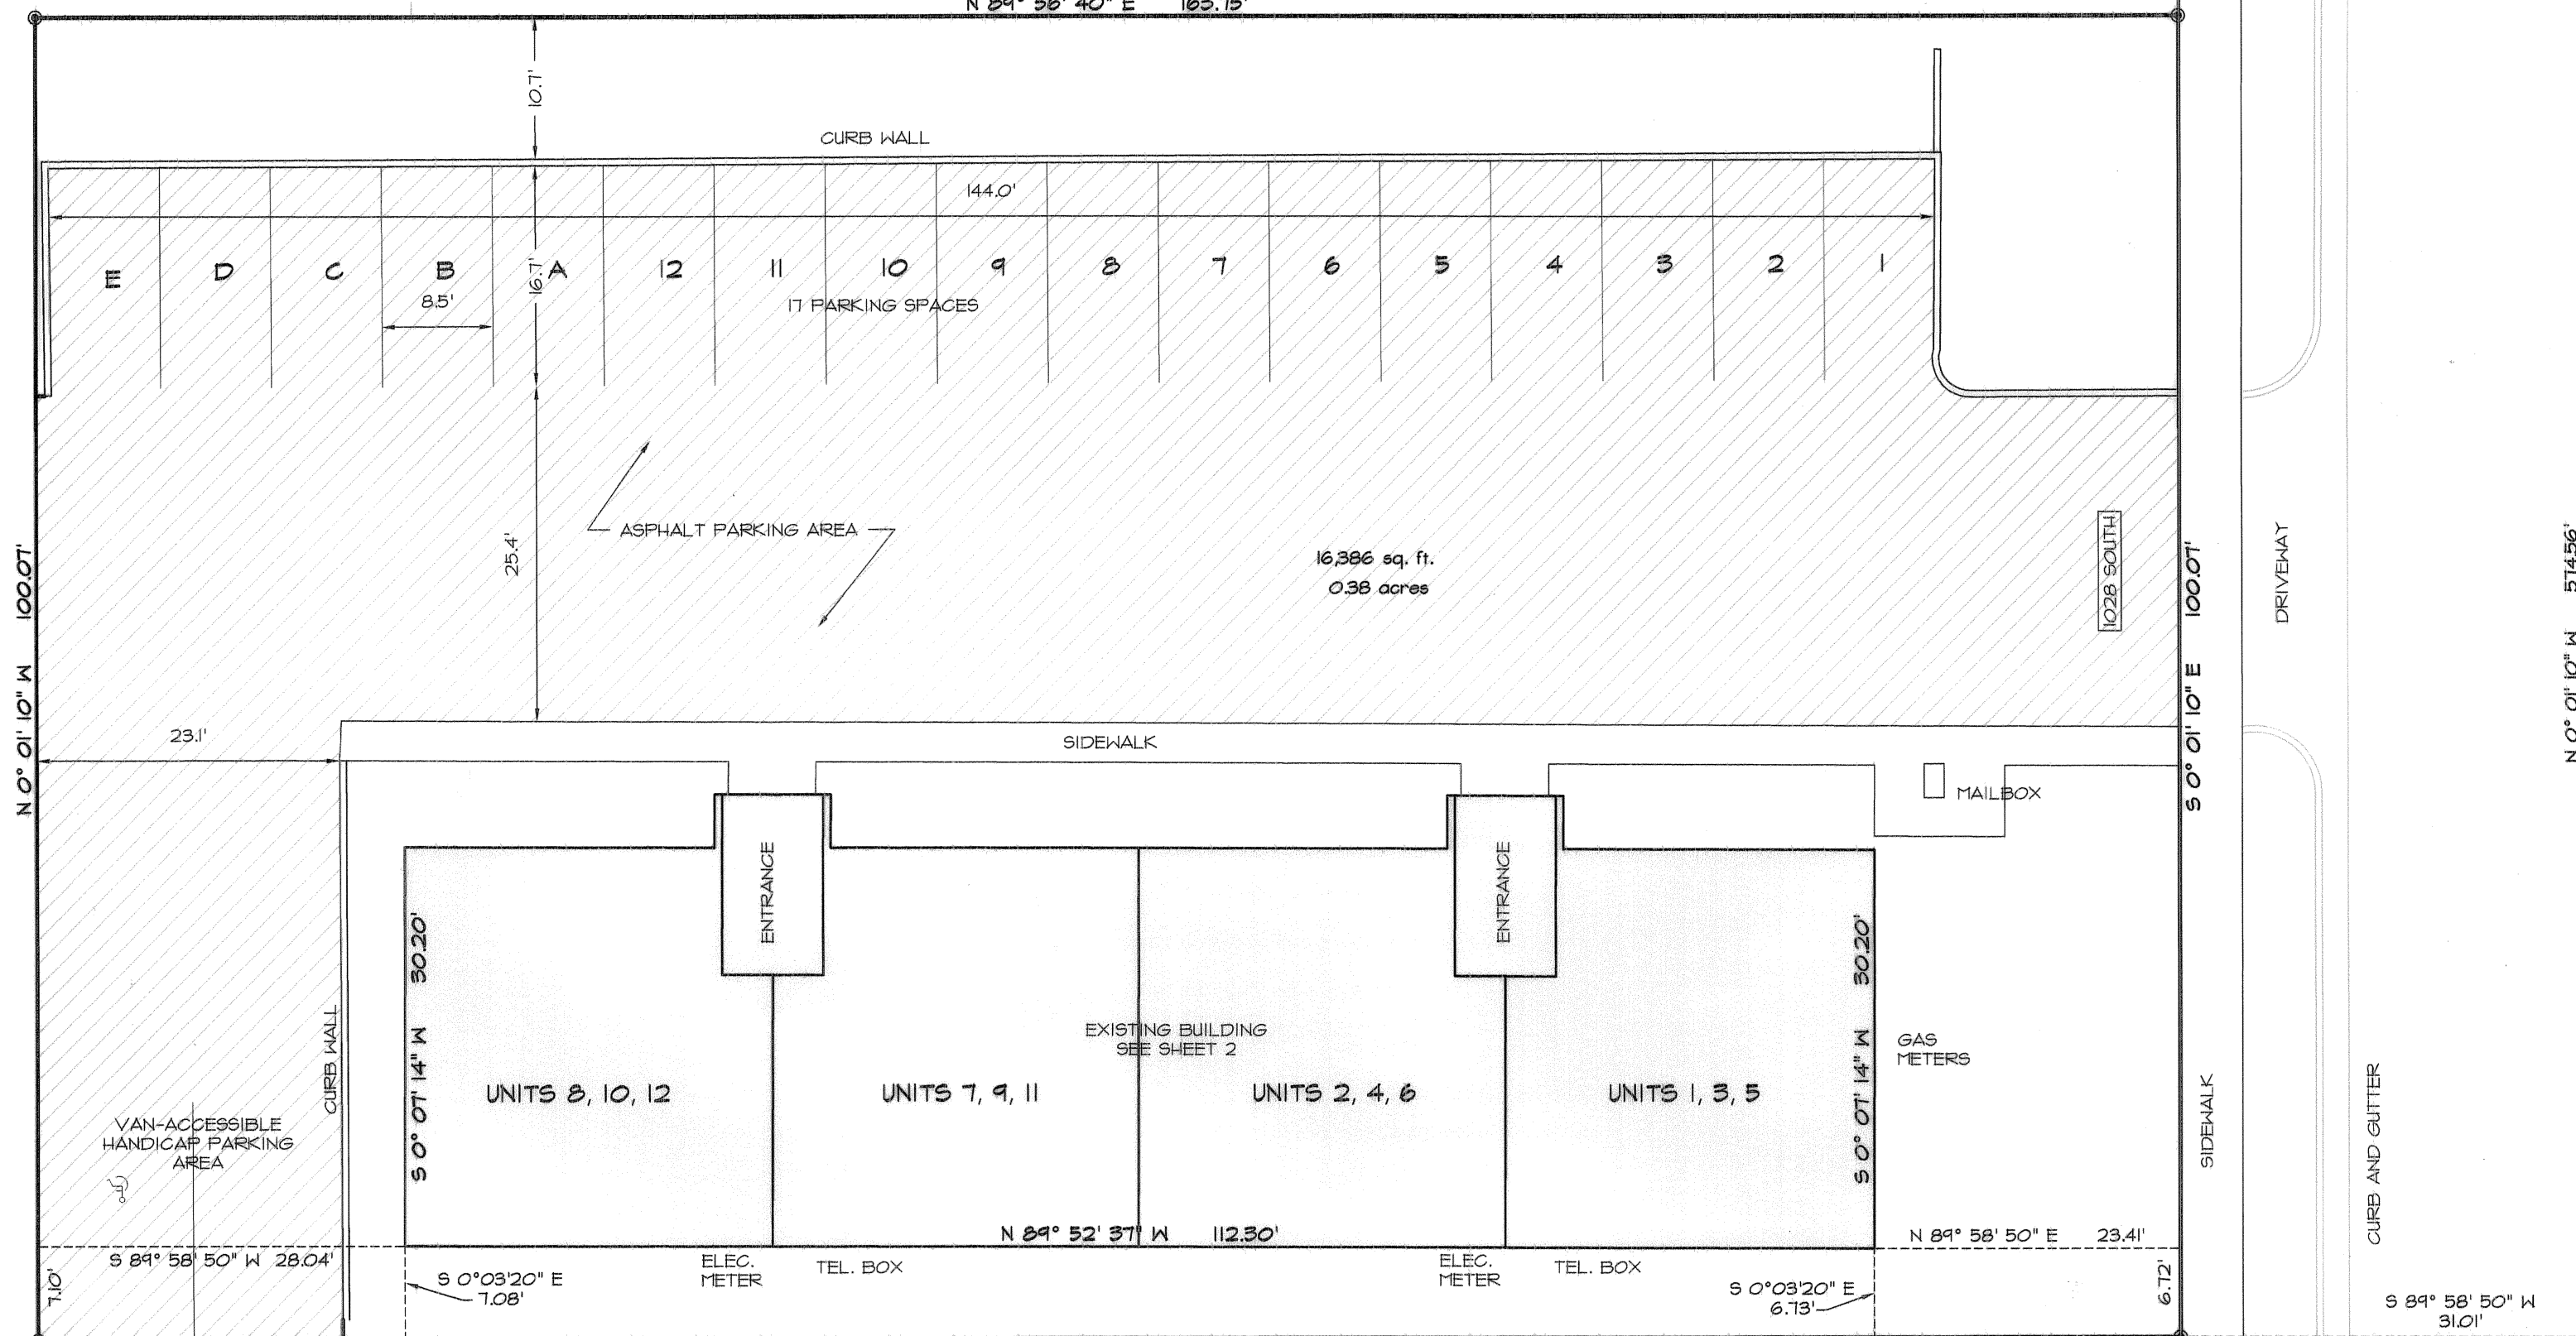 N 89° 56' 40" E 163.75'
10.7'
CURB WALL
144.0'
E D C B A 12 11 10 9 8 7 6 5 4 3 2 1
16.7'
8.5'
17 PARKING SPACES
ASPHALT PARKING AREA
25.4'
16,386 sq. ft.
0.38 acres
1028 SOUTH
N 0° 01' 10" W 100.07'
S 0° 01' 10" E 100.07'
DRIVEWAY
N 0° 01' 10" W 574.56'
23.1'
SIDEWALK
MAILBOX
ENTRANCE
ENTRANCE
CURB WALL
S 0° 07' 14" W 30.20'
S 0° 07' 14" W 30.20'
EXISTING BUILDING
SEE SHEET 2
GAS
METERS
UNITS 8, 10, 12
UNITS 7, 9, 11
UNITS 2, 4, 6
UNITS 1, 3, 5
SIDEWALK
CURB AND GUTTER
VAN-ACCESSIBLE
HANDICAP PARKING
AREA
N 89° 52' 37" W 112.30'
N 89° 58' 50" E 23.41'
S 89° 58' 50" W 28.04'
7.10'
S 0°03'20" E
7.08'
ELEC.
METER
TEL. BOX
ELEC.
METER
TEL. BOX
S 0°03'20" E
6.73'
6.72'
S 89° 58' 50" W
31.01'